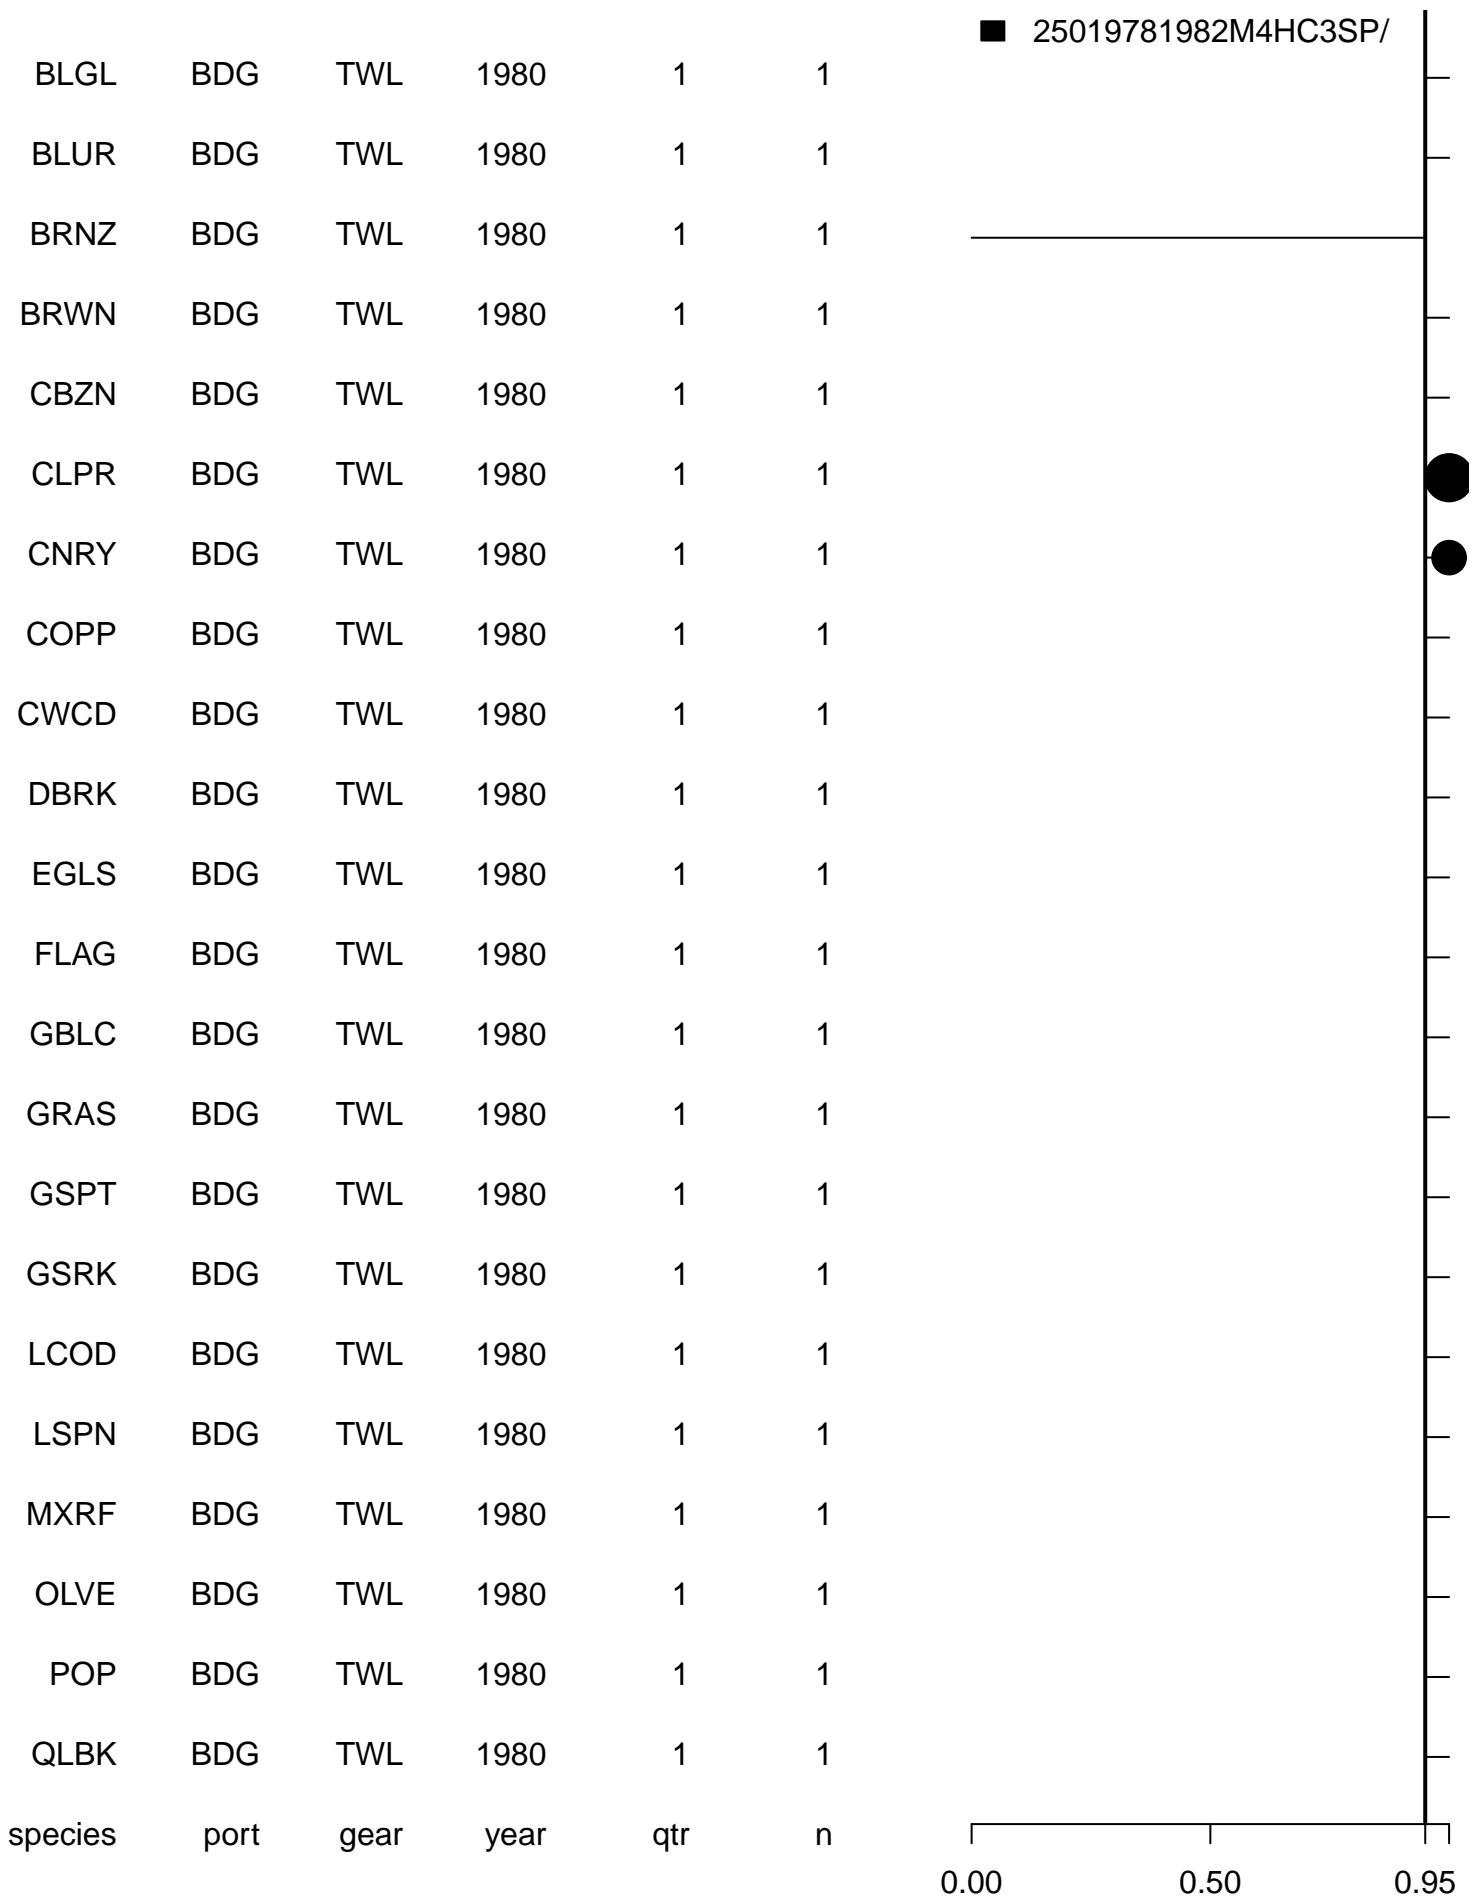 25019781982M4HC3SP/
BLGL BDG TWL 1980 1 1
BLUR BDG TWL 1980 1 1
BRNZ BDG TWL 1980 1 1
BRWN BDG TWL 1980 1 1
CBZN BDG TWL 1980 1 1
CLPR BDG TWL 1980 1 1
CNRY BDG TWL 1980 1 1
COPP BDG TWL 1980 1 1
CWCD BDG TWL 1980 1 1
DBRK BDG TWL 1980 1 1
EGLS BDG TWL 1980 1 1
FLAG BDG TWL 1980 1 1
GBLC BDG TWL 1980 1 1
GRAS BDG TWL 1980 1 1
GSPT BDG TWL 1980 1 1
GSRK BDG TWL 1980 1 1
LCOD BDG TWL 1980 1 1
LSPN BDG TWL 1980 1 1
MXRF BDG TWL 1980 1 1
OLVE BDG TWL 1980 1 1
POP BDG TWL 1980 1 1
QLBK BDG TWL 1980 1 1
species port gear year qtr n
0.00 0.50 0.95